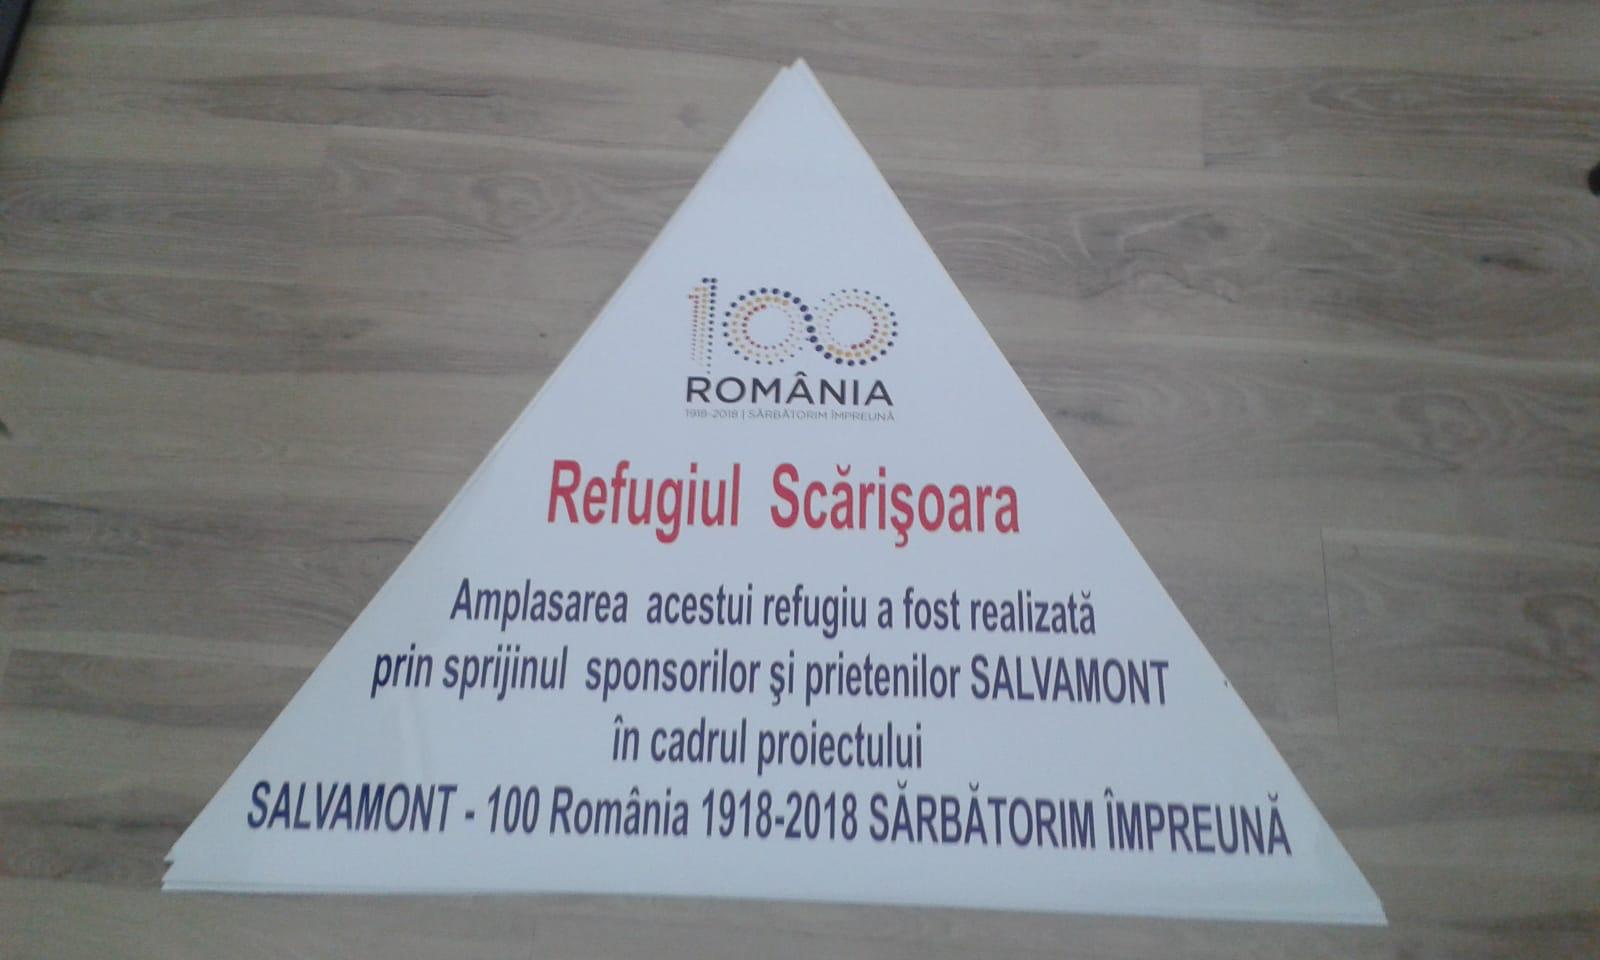 100
ROMÂNIA
1918-2018 | SĂRBĂTORIM ÎMPREUNĂ
Refugiul Scărişoara
Amplasarea acestui refugiu a fost realizată
prin sprijinul sponsorilor şi prietenilor SALVAMONT
în cadrul proiectului
SALVAMONT - 100 România 1918-2018 SĂRBĂTORIM ÎMPREUNĂ